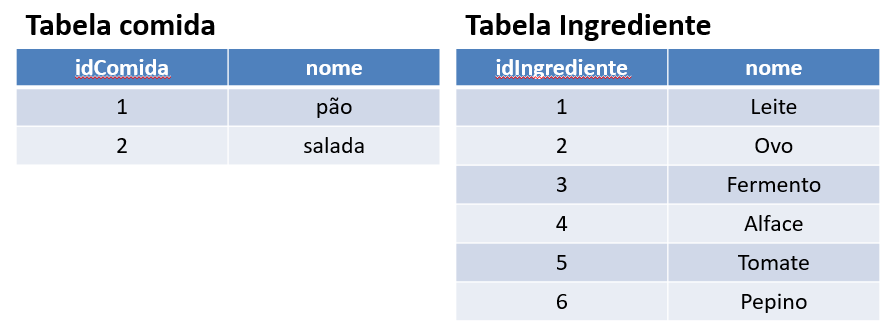 Tabela comida
idComida nome
1 pão
2 salada
Tabela Ingrediente
idIngrediente nome
1 Leite
2 Ovo
3 Fermento
4 Alface
5 Tomate
6 Pepino